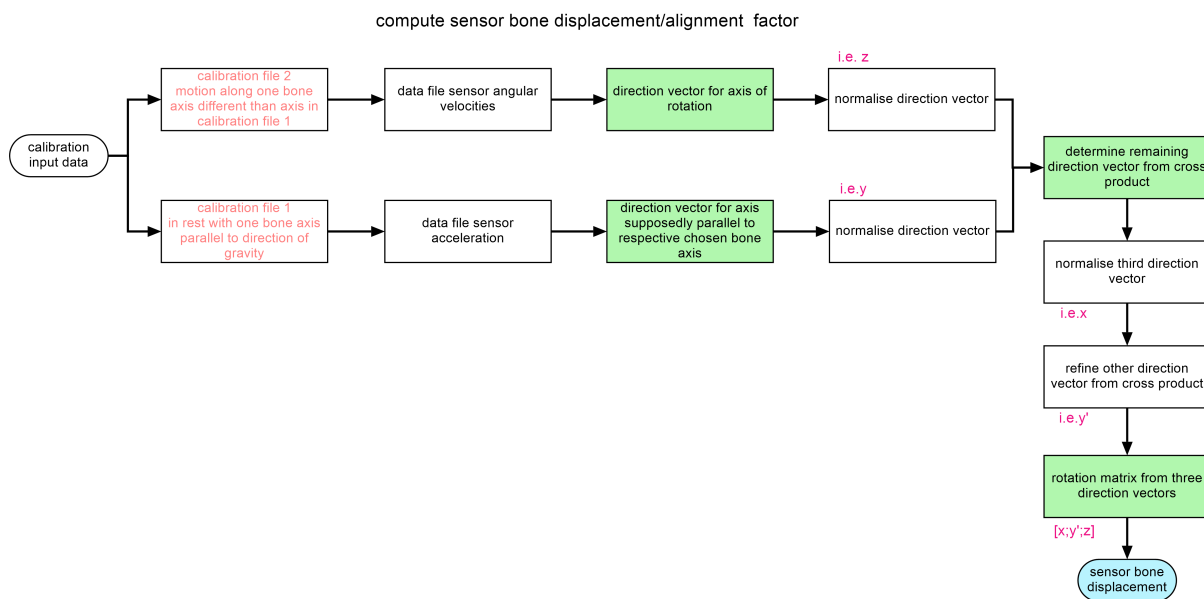 compute sensor bone displacement/alignment  factor
i.e. z
calibration file 2
motion along one bone
axis different than axis in
calibration file 1
data file sensor angular
velocities
direction vector for axis of
rotation
normalise direction vector
calibration
input data
determine remaining
direction vector from cross
product
i.e.y
calibration file 1
in rest with one bone axis
parallel to direction of
gravity
data file sensor
acceleration
direction vector for axis
supposedly parallel to
respective chosen bone
axis
normalise direction vector
normalise third direction
vector
i.e.x
refine other direction
vector from cross product
i.e.y'
rotation matrix from three
direction vectors
[x;y';z]
sensor bone
displacement